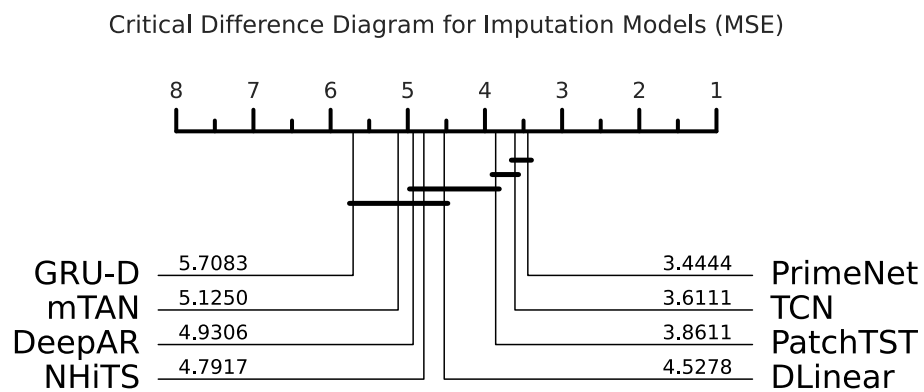 Critical Difference Diagram for Imputation Models (MSE)
8 7 6 5 4 3 2 1
GRU-D 5.7083 3.4444 PrimeNet
mTAN 5.1250 3.6111 TCN
DeepAR 4.9306 3.8611 PatchTST
NHiTS 4.7917 4.5278 DLinear